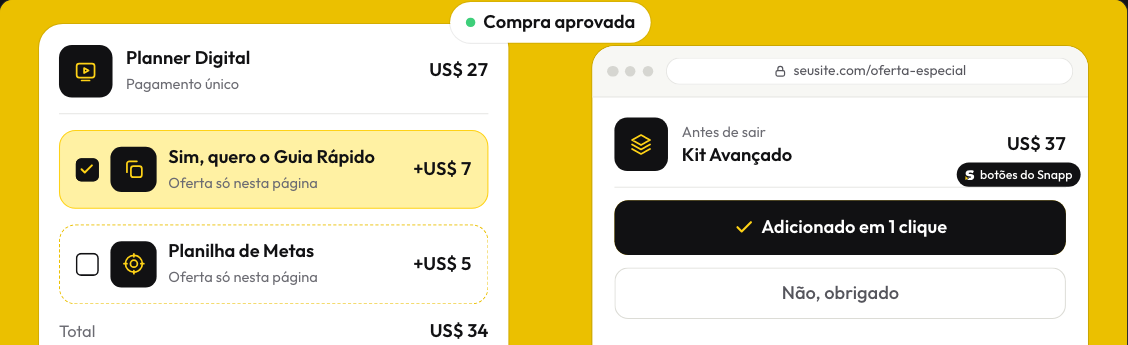 Compra aprovada
Planner Digital
Pagamento único
US$ 27
Sim, quero o Guia Rápido
Oferta só nesta página
+US$ 7
Planilha de Metas
Oferta só nesta página
+US$ 5
Total
US$ 34
seusite.com/oferta-especial
Antes de sair
Kit Avançado
US$ 37
S botões do Snapp
Adicionado em 1 clique
Não, obrigado